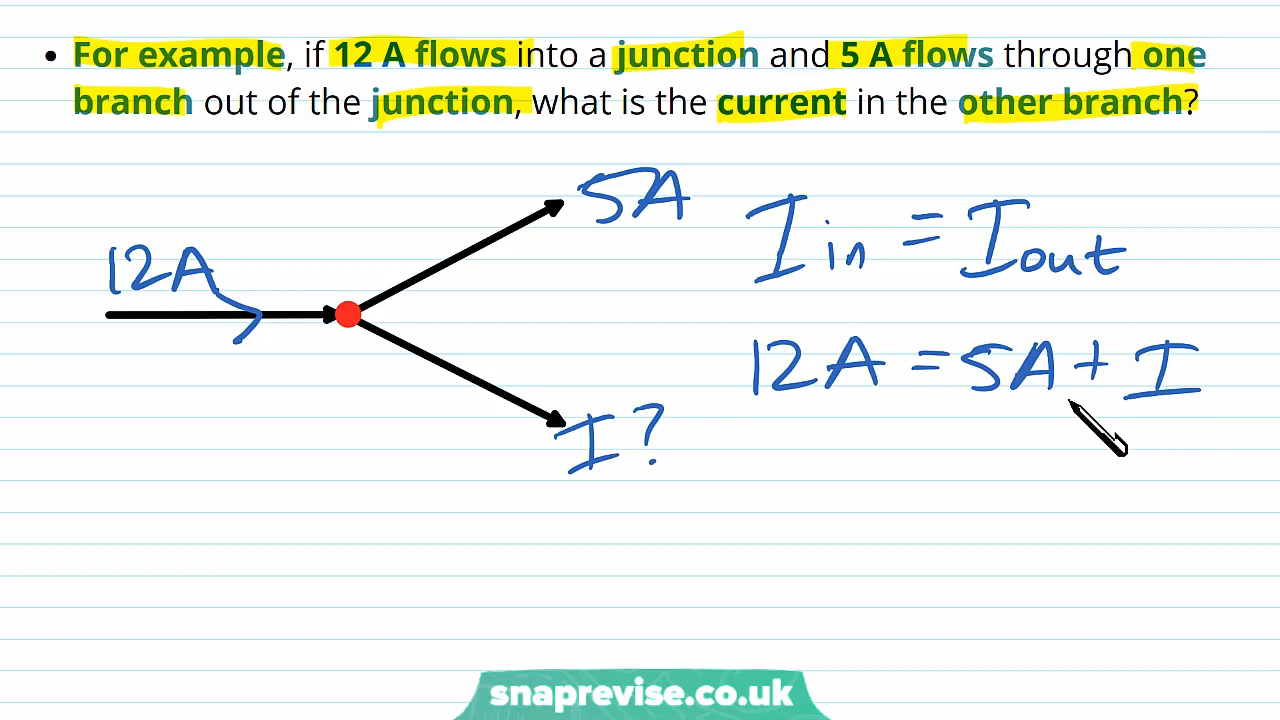 • For example, if 12 A flows into a junction and 5 A flows through one
branch out of the junction, what is the current in the other branch?
5A
I in = I out
12A
12A = 5A + I
I?
snaprevise.co.uk